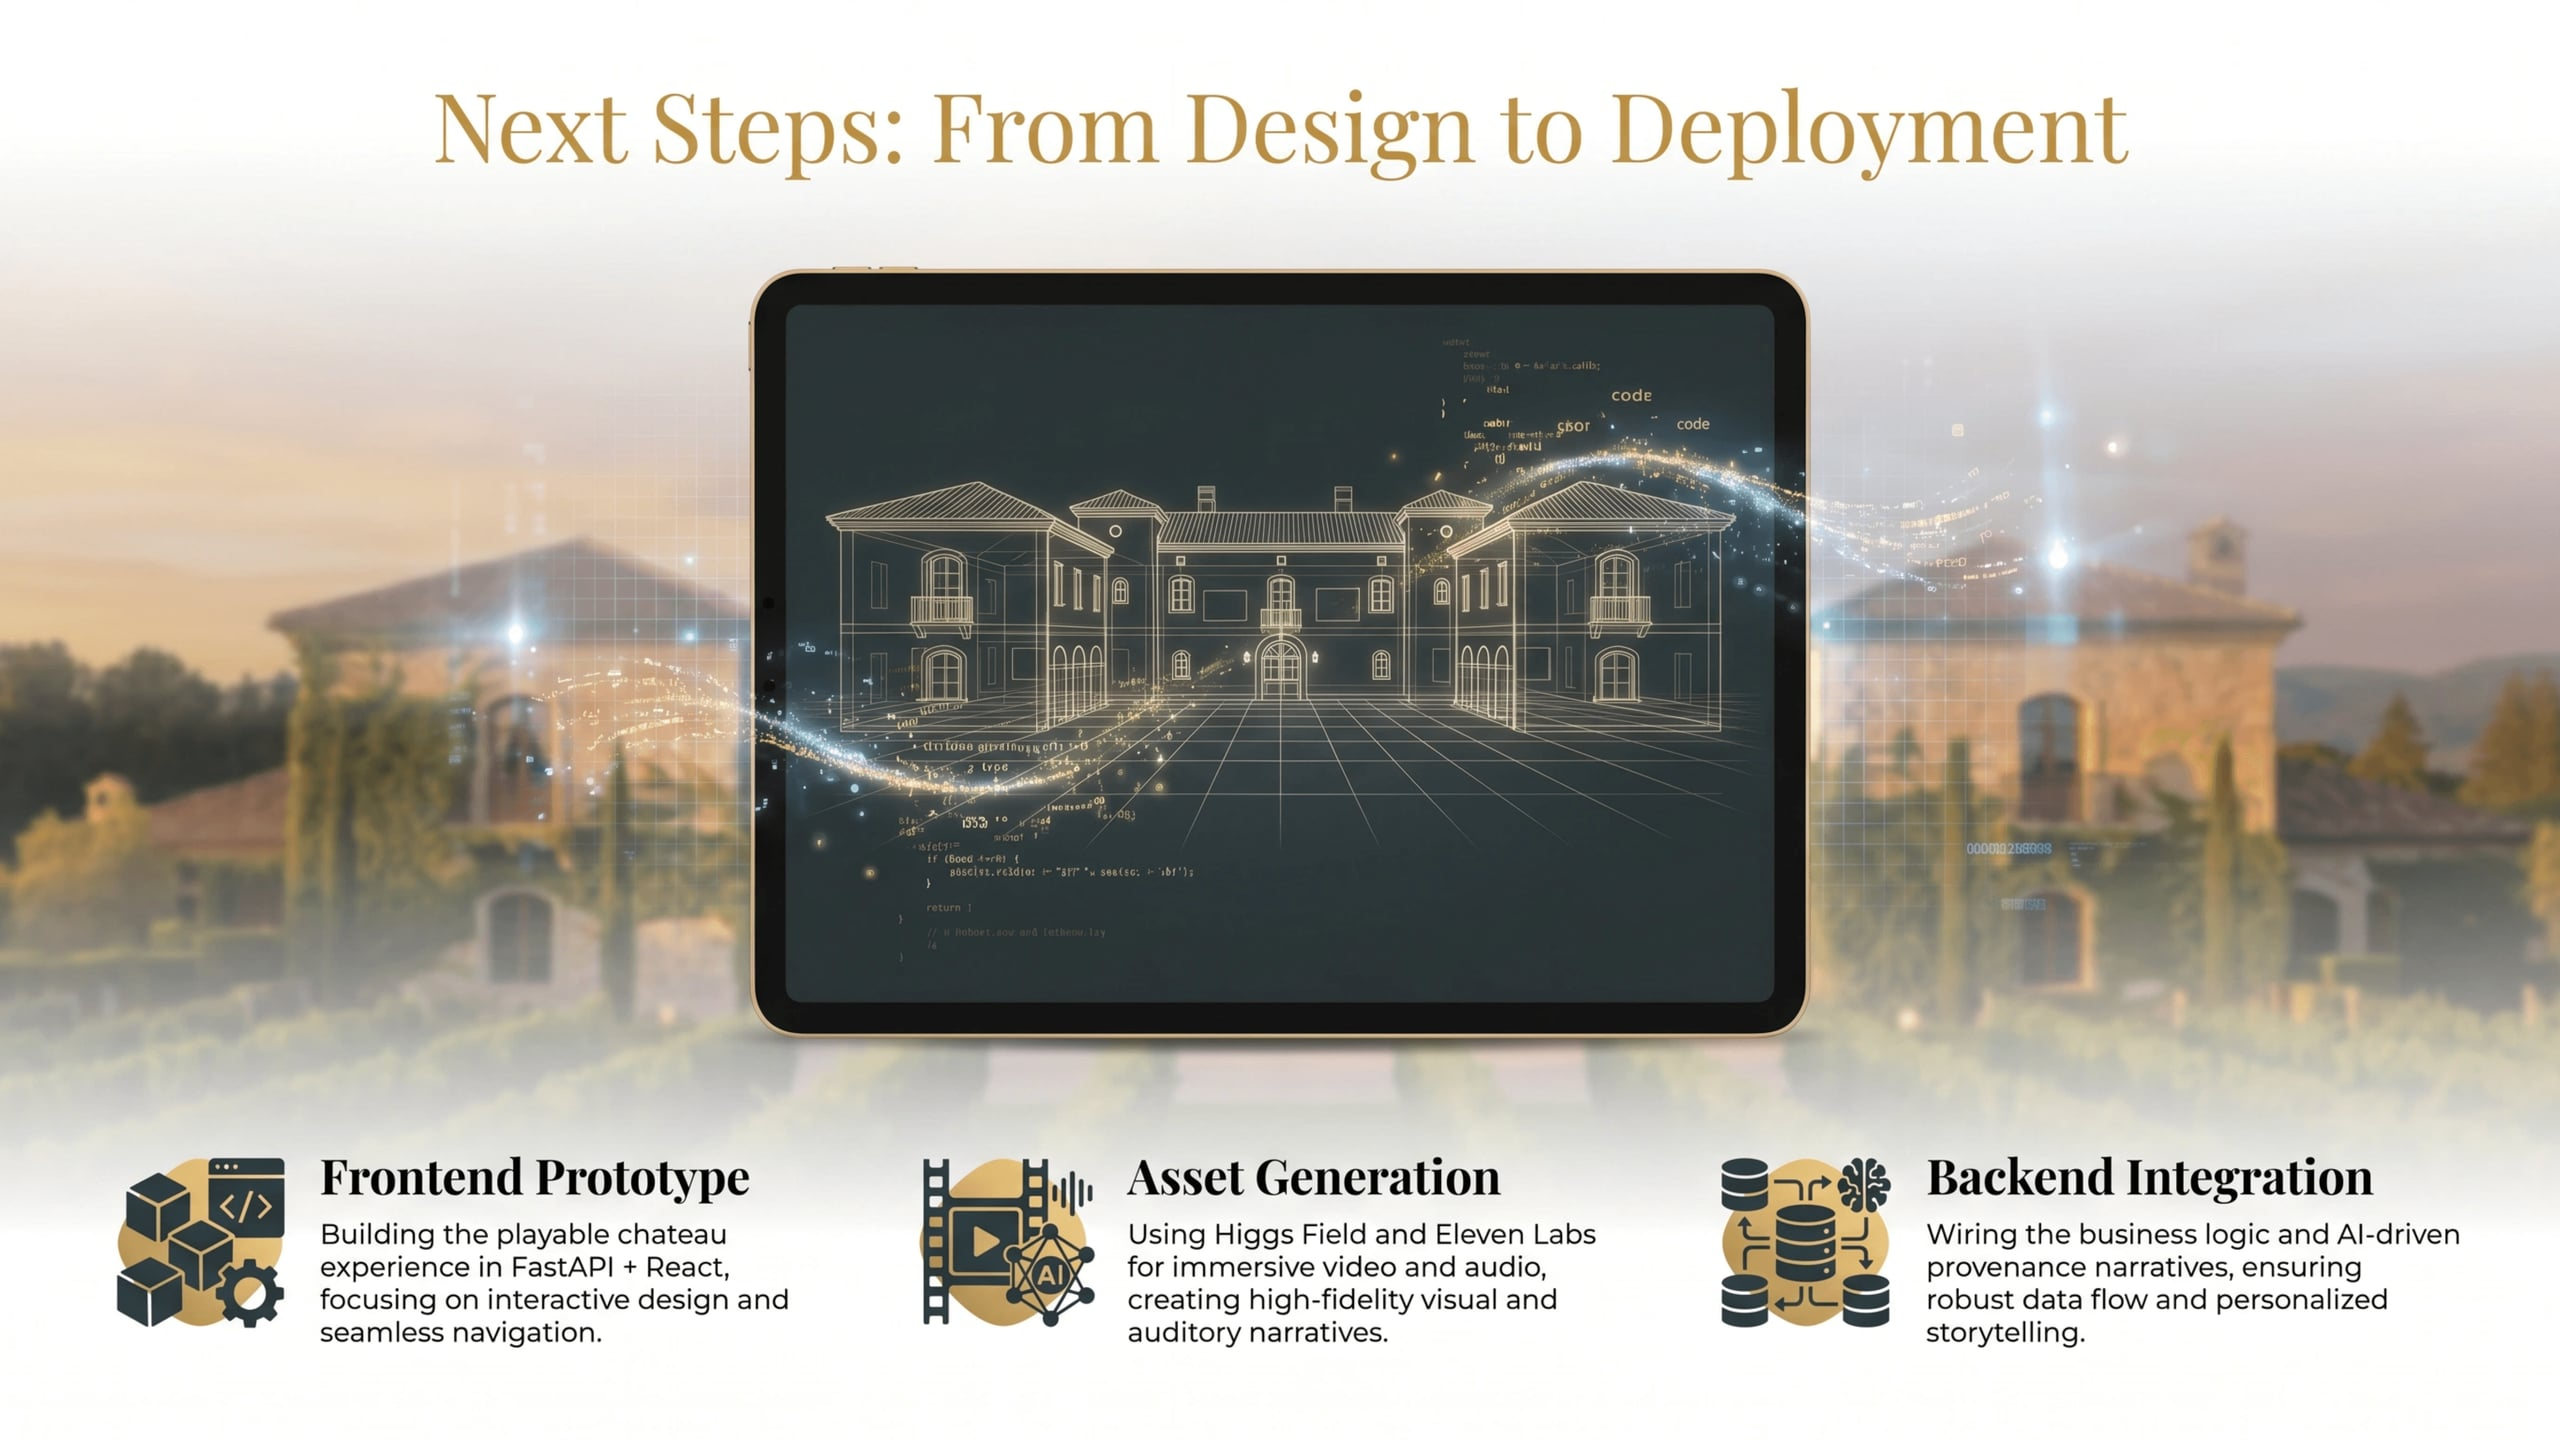 Next Steps: From Design to Deployment
code
code
return
Frontend Prototype
Building the playable chateau
experience in FastAPI + React,
focusing on interactive design and
seamless navigation.
AI
Asset Generation
Using Higgs Field and Eleven Labs
for immersive video and audio,
creating high-fidelity visual and
auditory narratives.
Backend Integration
Wiring the business logic and AI-driven
provenance narratives, ensuring
robust data flow and personalized
storytelling.